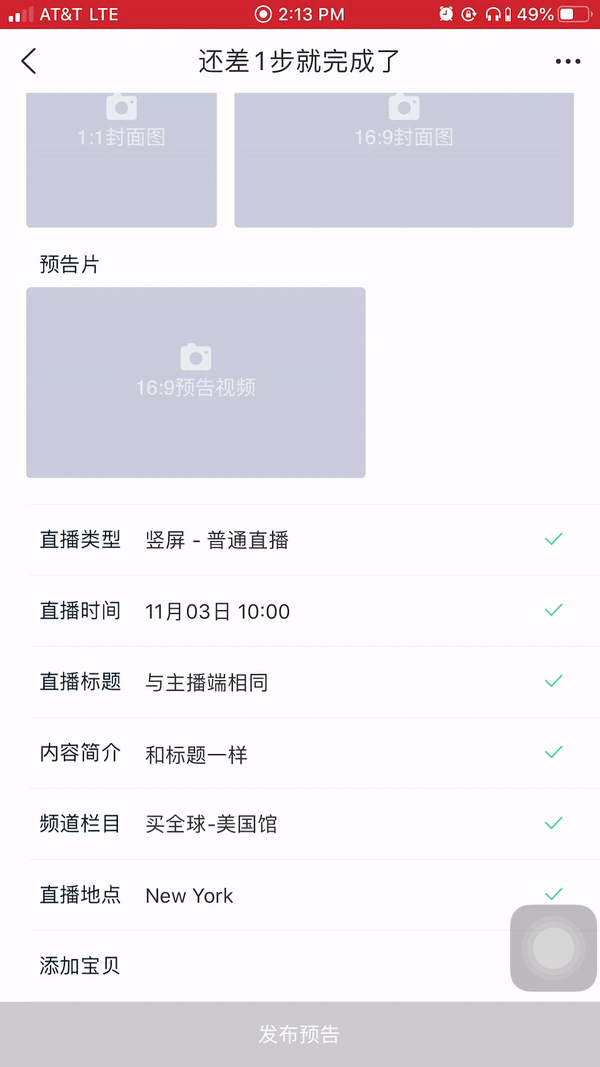 AT&T LTE 2:13 PM 49%
还差1步就完成了
1:1封面图 16:9封面图
预告片
16:9预告视频
直播类型 竖屏 - 普通直播
直播时间 11月03日 10:00
直播标题 与主播端相同
内容简介 和标题一样
频道栏目 买全球-美国馆
直播地点 New York
添加宝贝
发布预告